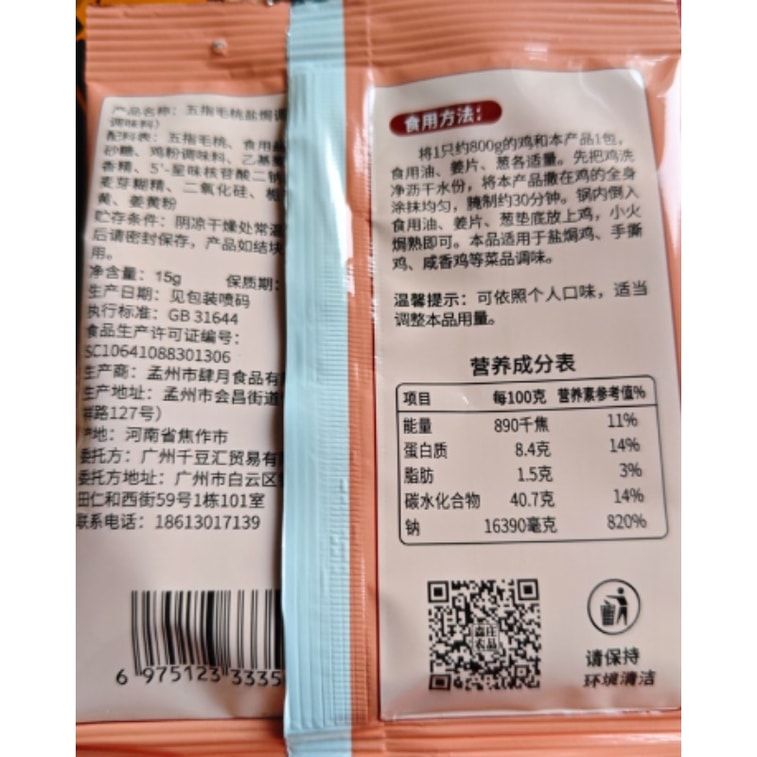 产品名称：五指毛桃盐焗调
调味料）
配料表：五指毛桃、食用盐
砂糖、鸡粉调味料、乙基麦
香精、5'-呈味核苷酸二钠
麦芽糊精、二氧化硅、栀
黄、姜黄粉
贮存条件：阴凉干燥处常温
后请密封保存，产品如结块
用。
净含量：15g 保质期：
生产日期：见包装喷码
执行标准：GB 31644
食品生产许可证编号：
SC10641088301306
生产商：孟州市肆月食品有
生产地址：孟州市会昌街道
祥路127号）
产地：河南省焦作市
委托方：广州千豆汇贸易有
委托方地址：广州市白云区
田仁和西街59号1栋101室
联系电话：18613017139
6 975123 3335
食用方法：
将1只约800g的鸡和本产品1包，
食用油、姜片、葱各适量。先把鸡洗
净沥干水份，将本产品撒在鸡的全身
涂抹均匀，腌制约30分钟。锅内倒入
食用油、姜片、葱垫底放上鸡，小火
焗熟即可。本品适用于盐焗鸡、手撕
鸡、咸香鸡等菜品调味。
温馨提示：可依照个人口味，适当
调整本品用量。
营养成分表
项目 每100克 营养素参考值%
能量 890千焦 11%
蛋白质 8.4克 14%
脂肪 1.5克 3%
碳水化合物 40.7克 14%
钠 16390毫克 820%
请保持
环境清洁